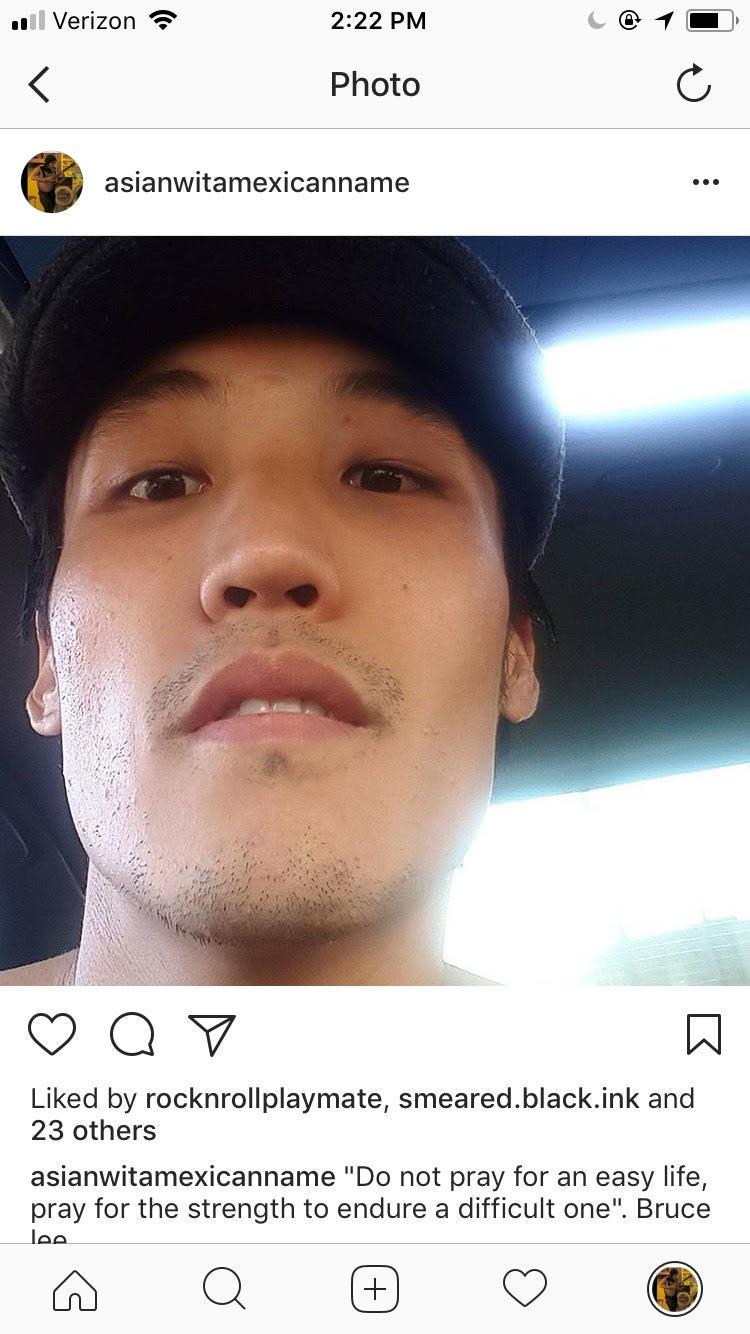 Verizon 2:22 PM
Photo
asianwitamexicanname
Liked by rocknrollplaymate, smeared.black.ink and
23 others
asianwitamexicanname "Do not pray for an easy life,
pray for the strength to endure a difficult one". Bruce
lee